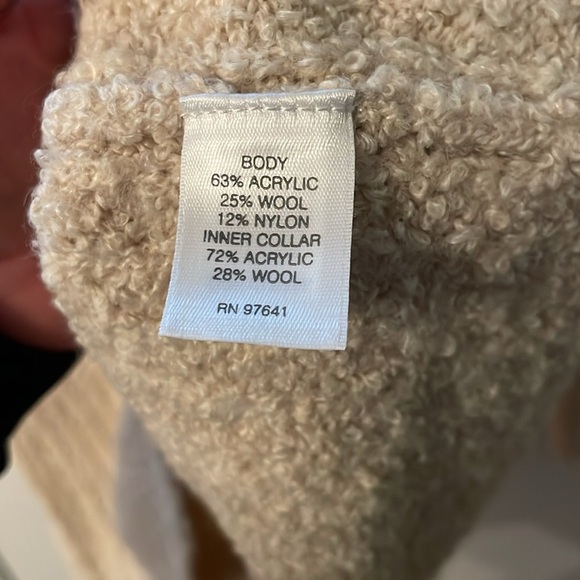 BODY
63% ACRYLIC
25% WOOL
12% NYLON
INNER COLLAR
72% ACRYLIC
28% WOOL
RN 97641